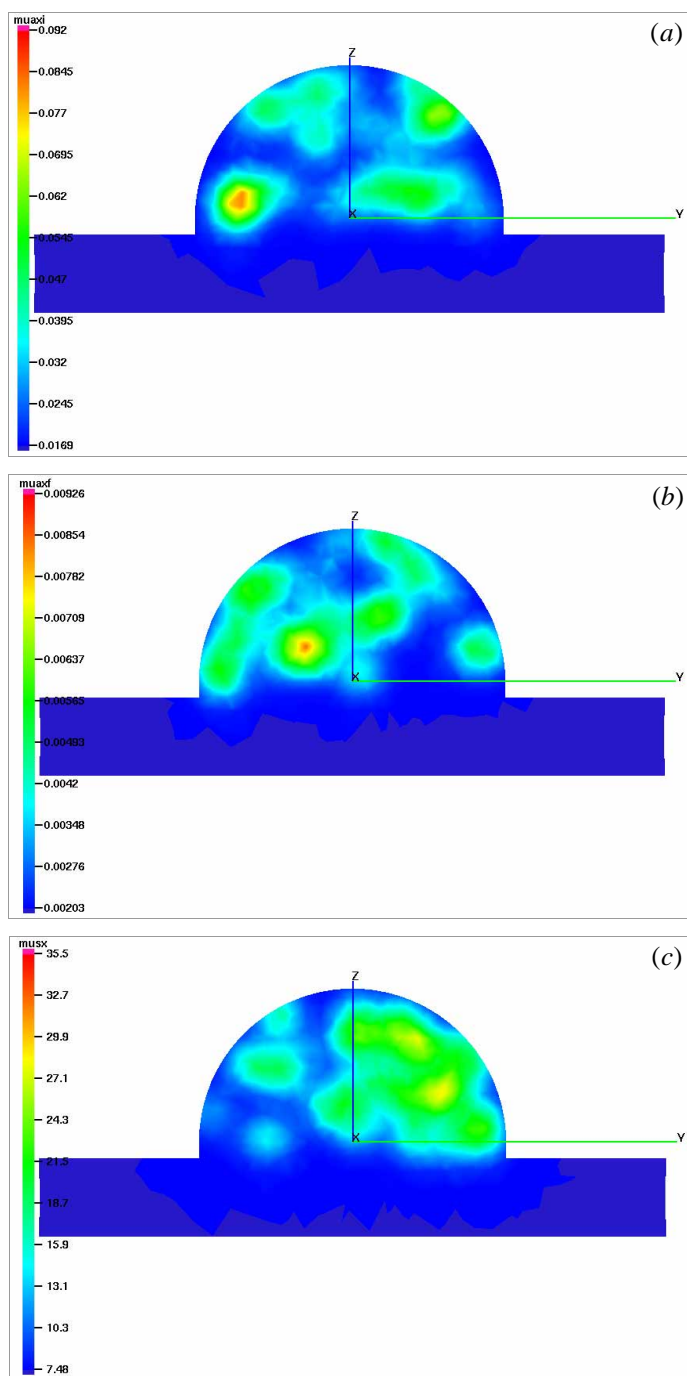 muaxi
(a)
0.092
Z
0.0845
0.077
0.0695
0.062
0.0545
X
Y
0.047
0.0395
0.032
0.0245
0.0169
muaxf
(b)
0.00926
Z
0.00854
0.00782
0.00709
0.00637
X
Y
0.00565
0.00493
0.0042
0.00348
0.00276
0.00203
musx
(c)
35.5
Z
32.7
29.9
27.1
24.3
X
Y
21.5
18.7
15.9
13.1
10.3
7.48